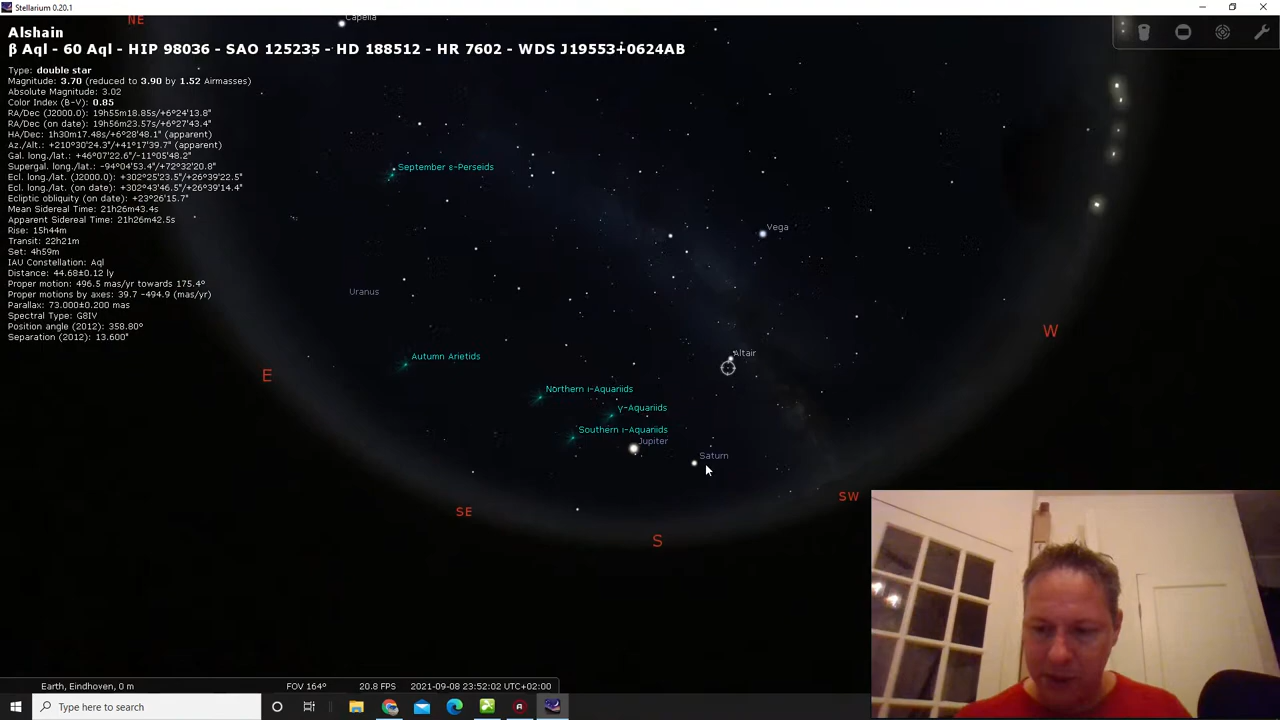 Stellarium 0.20.1
NE
Capella
Alshain
β Aql - 60 Aql - HIP 98036 - SAO 125235 - HD 188512 - HR 7602 - WDS J19553+0624AB
Type: double star
Magnitude: 3.70 (reduced to 3.90 by 1.52 Airmasses)
Absolute Magnitude: 3.02
Color Index (B-V): 0.85
RA/Dec (J2000.0): 19h55m18.85s/+6°24'13.8"
RA/Dec (on date): 19h56m23.57s/+6°27'43.4"
HA/Dec: 1h30m17.48s/+6°28'48.1" (apparent)
Az./Alt.: +210°30'24.3"/+41°17'39.7" (apparent)
Gal. long./lat.: +46°07'22.6"/-11°05'48.2"
Supergal. long./lat.: -94°04'53.4"/+72°32'20.8"
Ecl. long./lat. (J2000.0): +302°25'23.5"/+26°39'22.5"
Ecl. long./lat. (on date): +302°43'46.5"/+26°39'14.4"
Ecliptic obliquity (on date): +23°26'15.7"
Mean Sidereal Time: 21h26m43.4s
Apparent Sidereal Time: 21h26m42.5s
Rise: 15h44m
Transit: 22h21m
Set: 4h59m
IAU Constellation: Aql
Distance: 44.68±0.12 ly
Proper motion: 496.5 mas/yr towards 175.4°
Proper motions by axes: 39.7 -494.9 (mas/yr)
Parallax: 73.000±0.200 mas
Spectral Type: G8IV
Position angle (2012): 358.80°
Separation (2012): 13.600"
September ε-Perseids
Vega
Uranus
W
Altair
Autumn Arietids
E
Northern ι-Aquariids
γ-Aquariids
Southern ι-Aquariids
Jupiter
Saturn
SW
SE
S
Earth, Eindhoven, 0 m
FOV 164°
20.8 FPS
2021-09-08 23:52:02 UTC+02:00
Type here to search